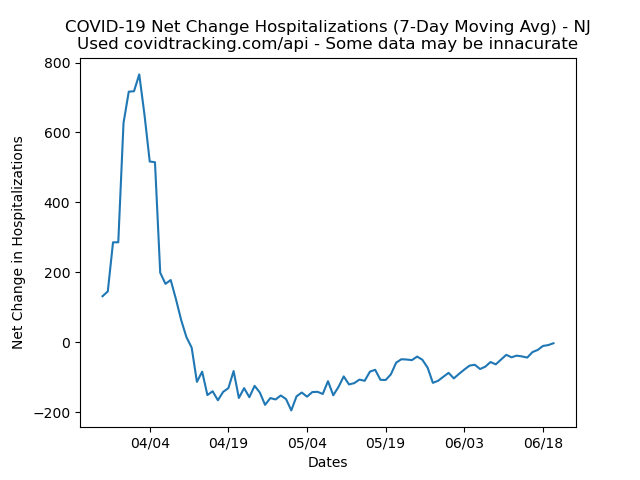 COVID-19 Net Change Hospitalizations (7-Day Moving Avg) - NJ
Used covidtracking.com/api - Some data may be innacurate
800
600
400
200
0
−200
Net Change in Hospitalizations
04/04 04/19 05/04 05/19 06/03 06/18
Dates